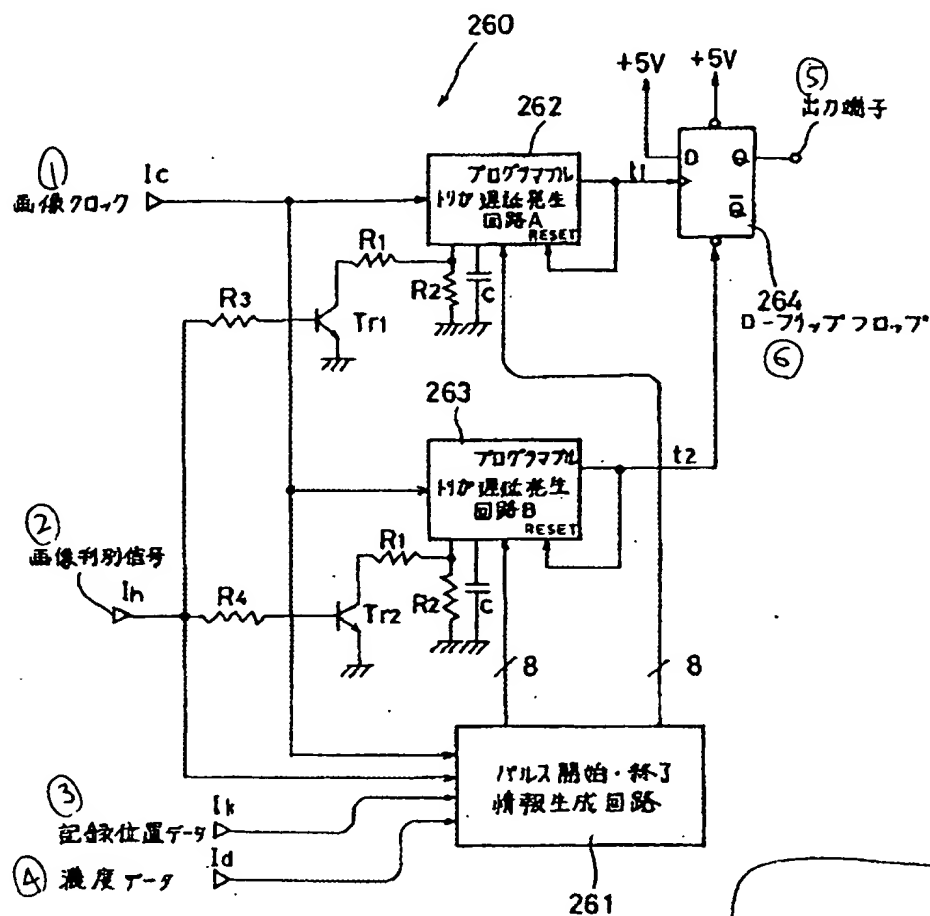 260
+5V +5V
⑤
出力端子
262
①
Ic
画像クロック
プログラマブル
トリガ遅延発生
回路A
RESET
t1
D Q
Q̅
R1
R2
C
R3
Tr1
264
D-フリップフロップ
⑥
263
プログラマブル
トリガ遅延発生
回路B
RESET
t2
②
画像判別信号
Ih
R1
R2
C
R4
Tr2
8
8
パルス開始・終了
情報生成回路
③
Ik
記録位置データ
Id
④ 濃度データ
261